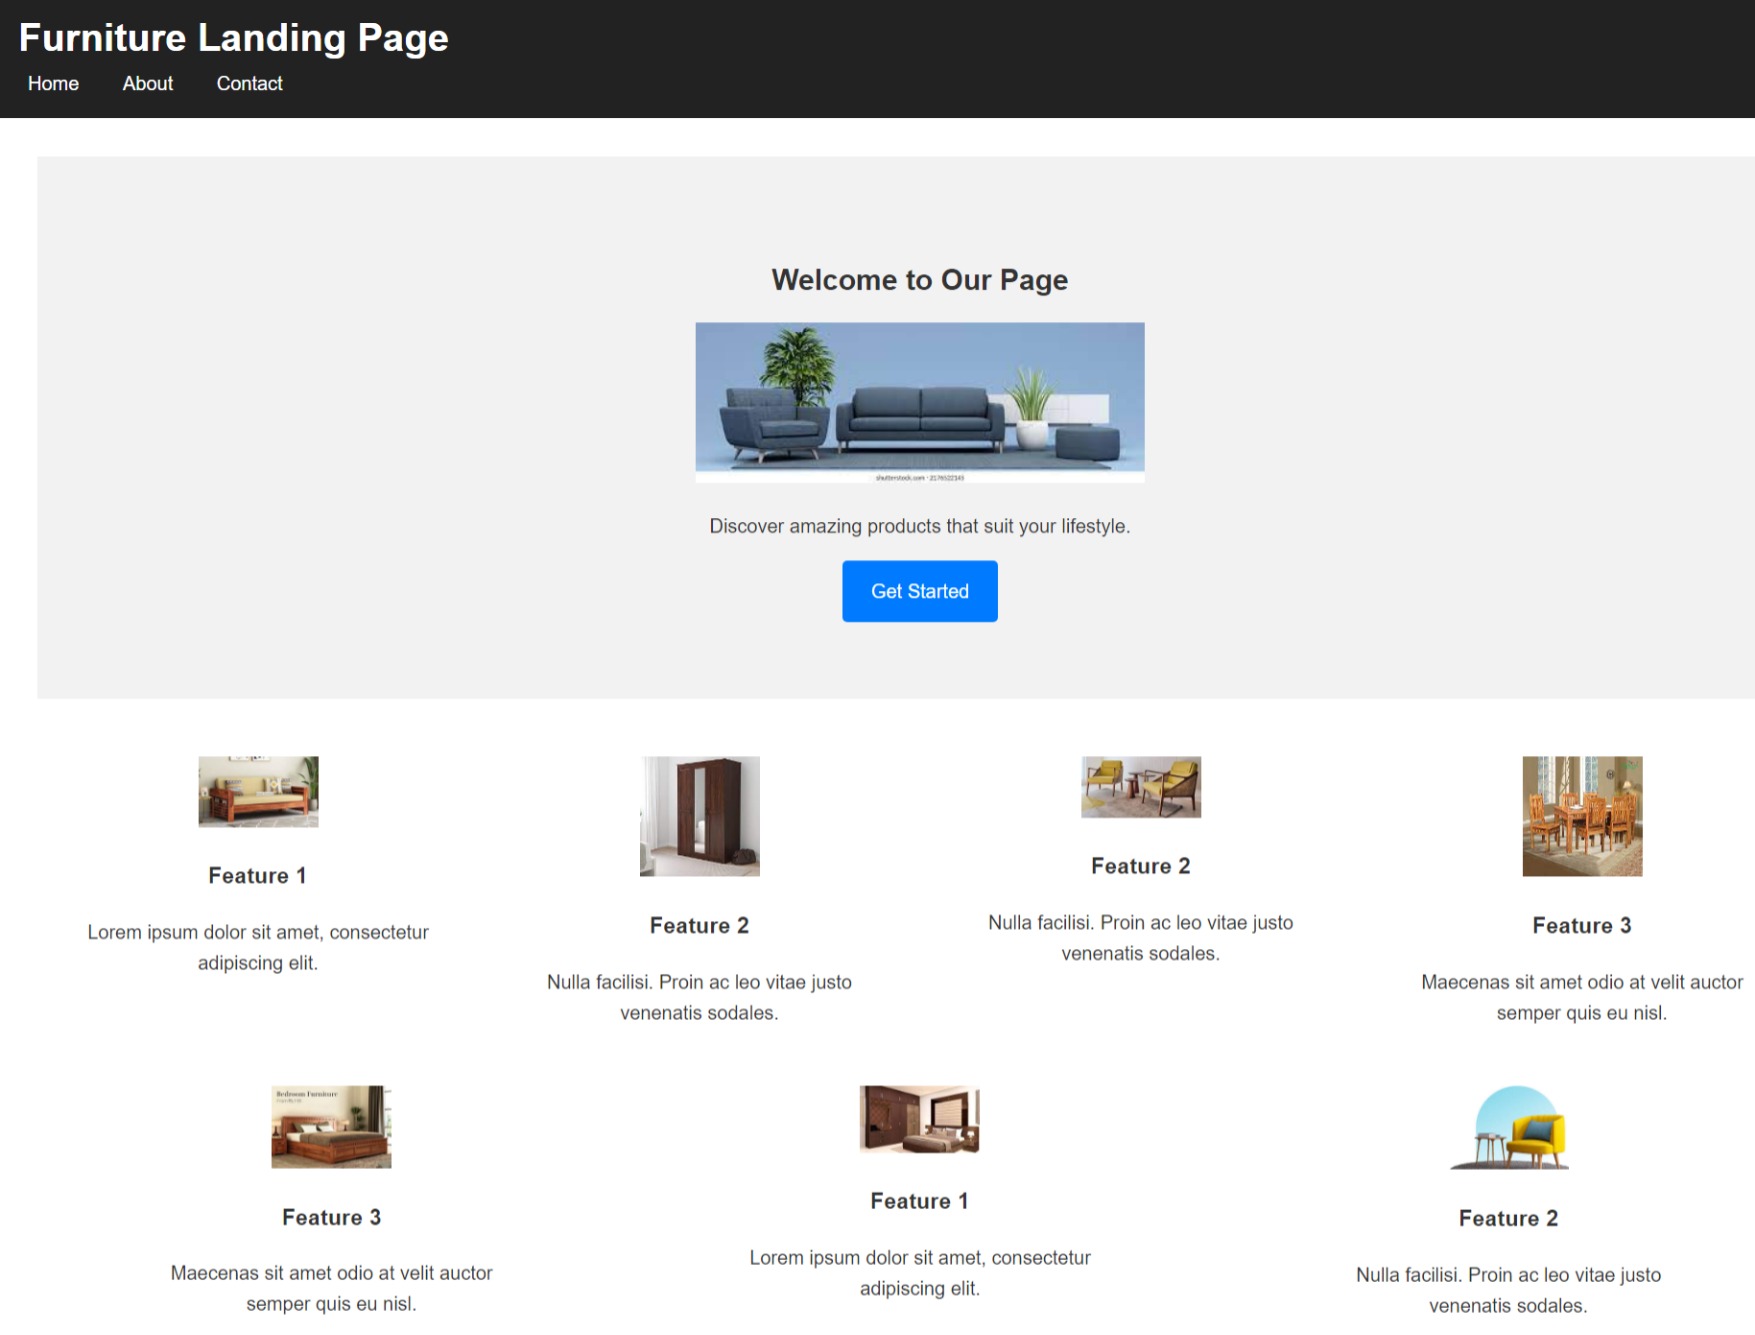 Furniture Landing Page
Home About Contact
Welcome to Our Page
shutterstock.com · 2176522143
Discover amazing products that suit your lifestyle.
Get Started
Feature 1
Lorem ipsum dolor sit amet, consectetur
adipiscing elit.
Feature 2
Nulla facilisi. Proin ac leo vitae justo
venenatis sodales.
Feature 2
Nulla facilisi. Proin ac leo vitae justo
venenatis sodales.
Feature 3
Maecenas sit amet odio at velit auctor
semper quis eu nisl.
Bedroom Furniture
Feature 3
Maecenas sit amet odio at velit auctor
semper quis eu nisl.
Feature 1
Lorem ipsum dolor sit amet, consectetur
adipiscing elit.
Feature 2
Nulla facilisi. Proin ac leo vitae justo
venenatis sodales.